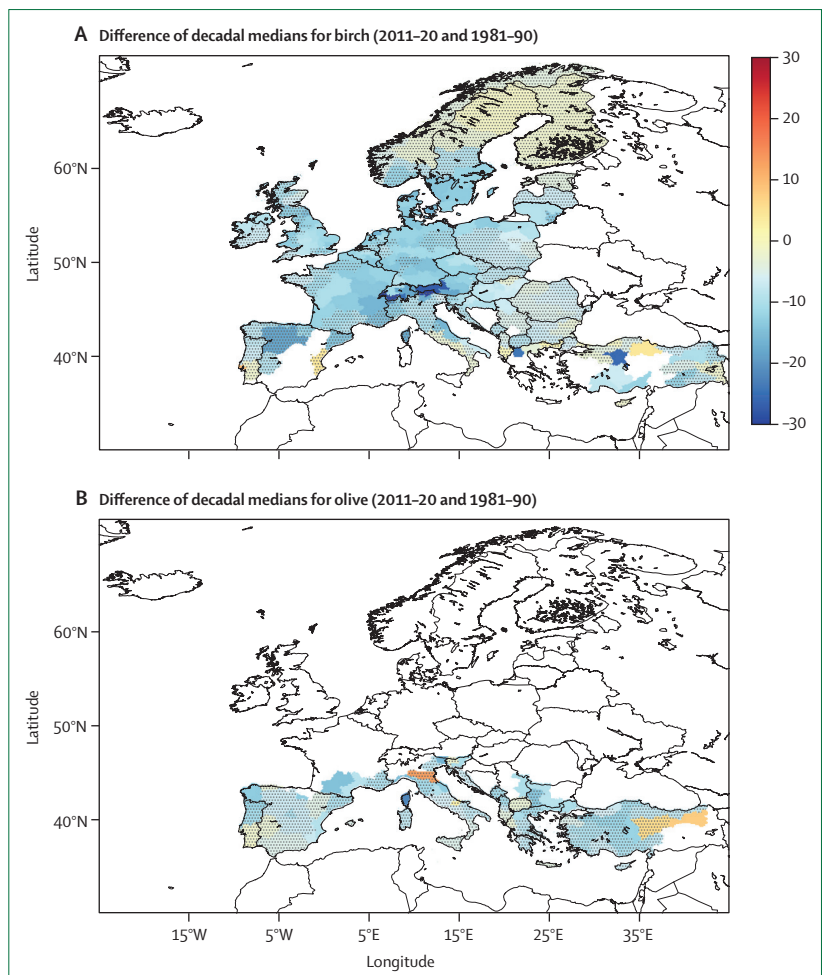 A Difference of decadal medians for birch (2011–20 and 1981–90)
30
20
10
0
–10
–20
–30
60°N
50°N
40°N
Latitude
B Difference of decadal medians for olive (2011–20 and 1981–90)
60°N
50°N
40°N
Latitude
15°W 5°W 5°E 15°E 25°E 35°E
Longitude